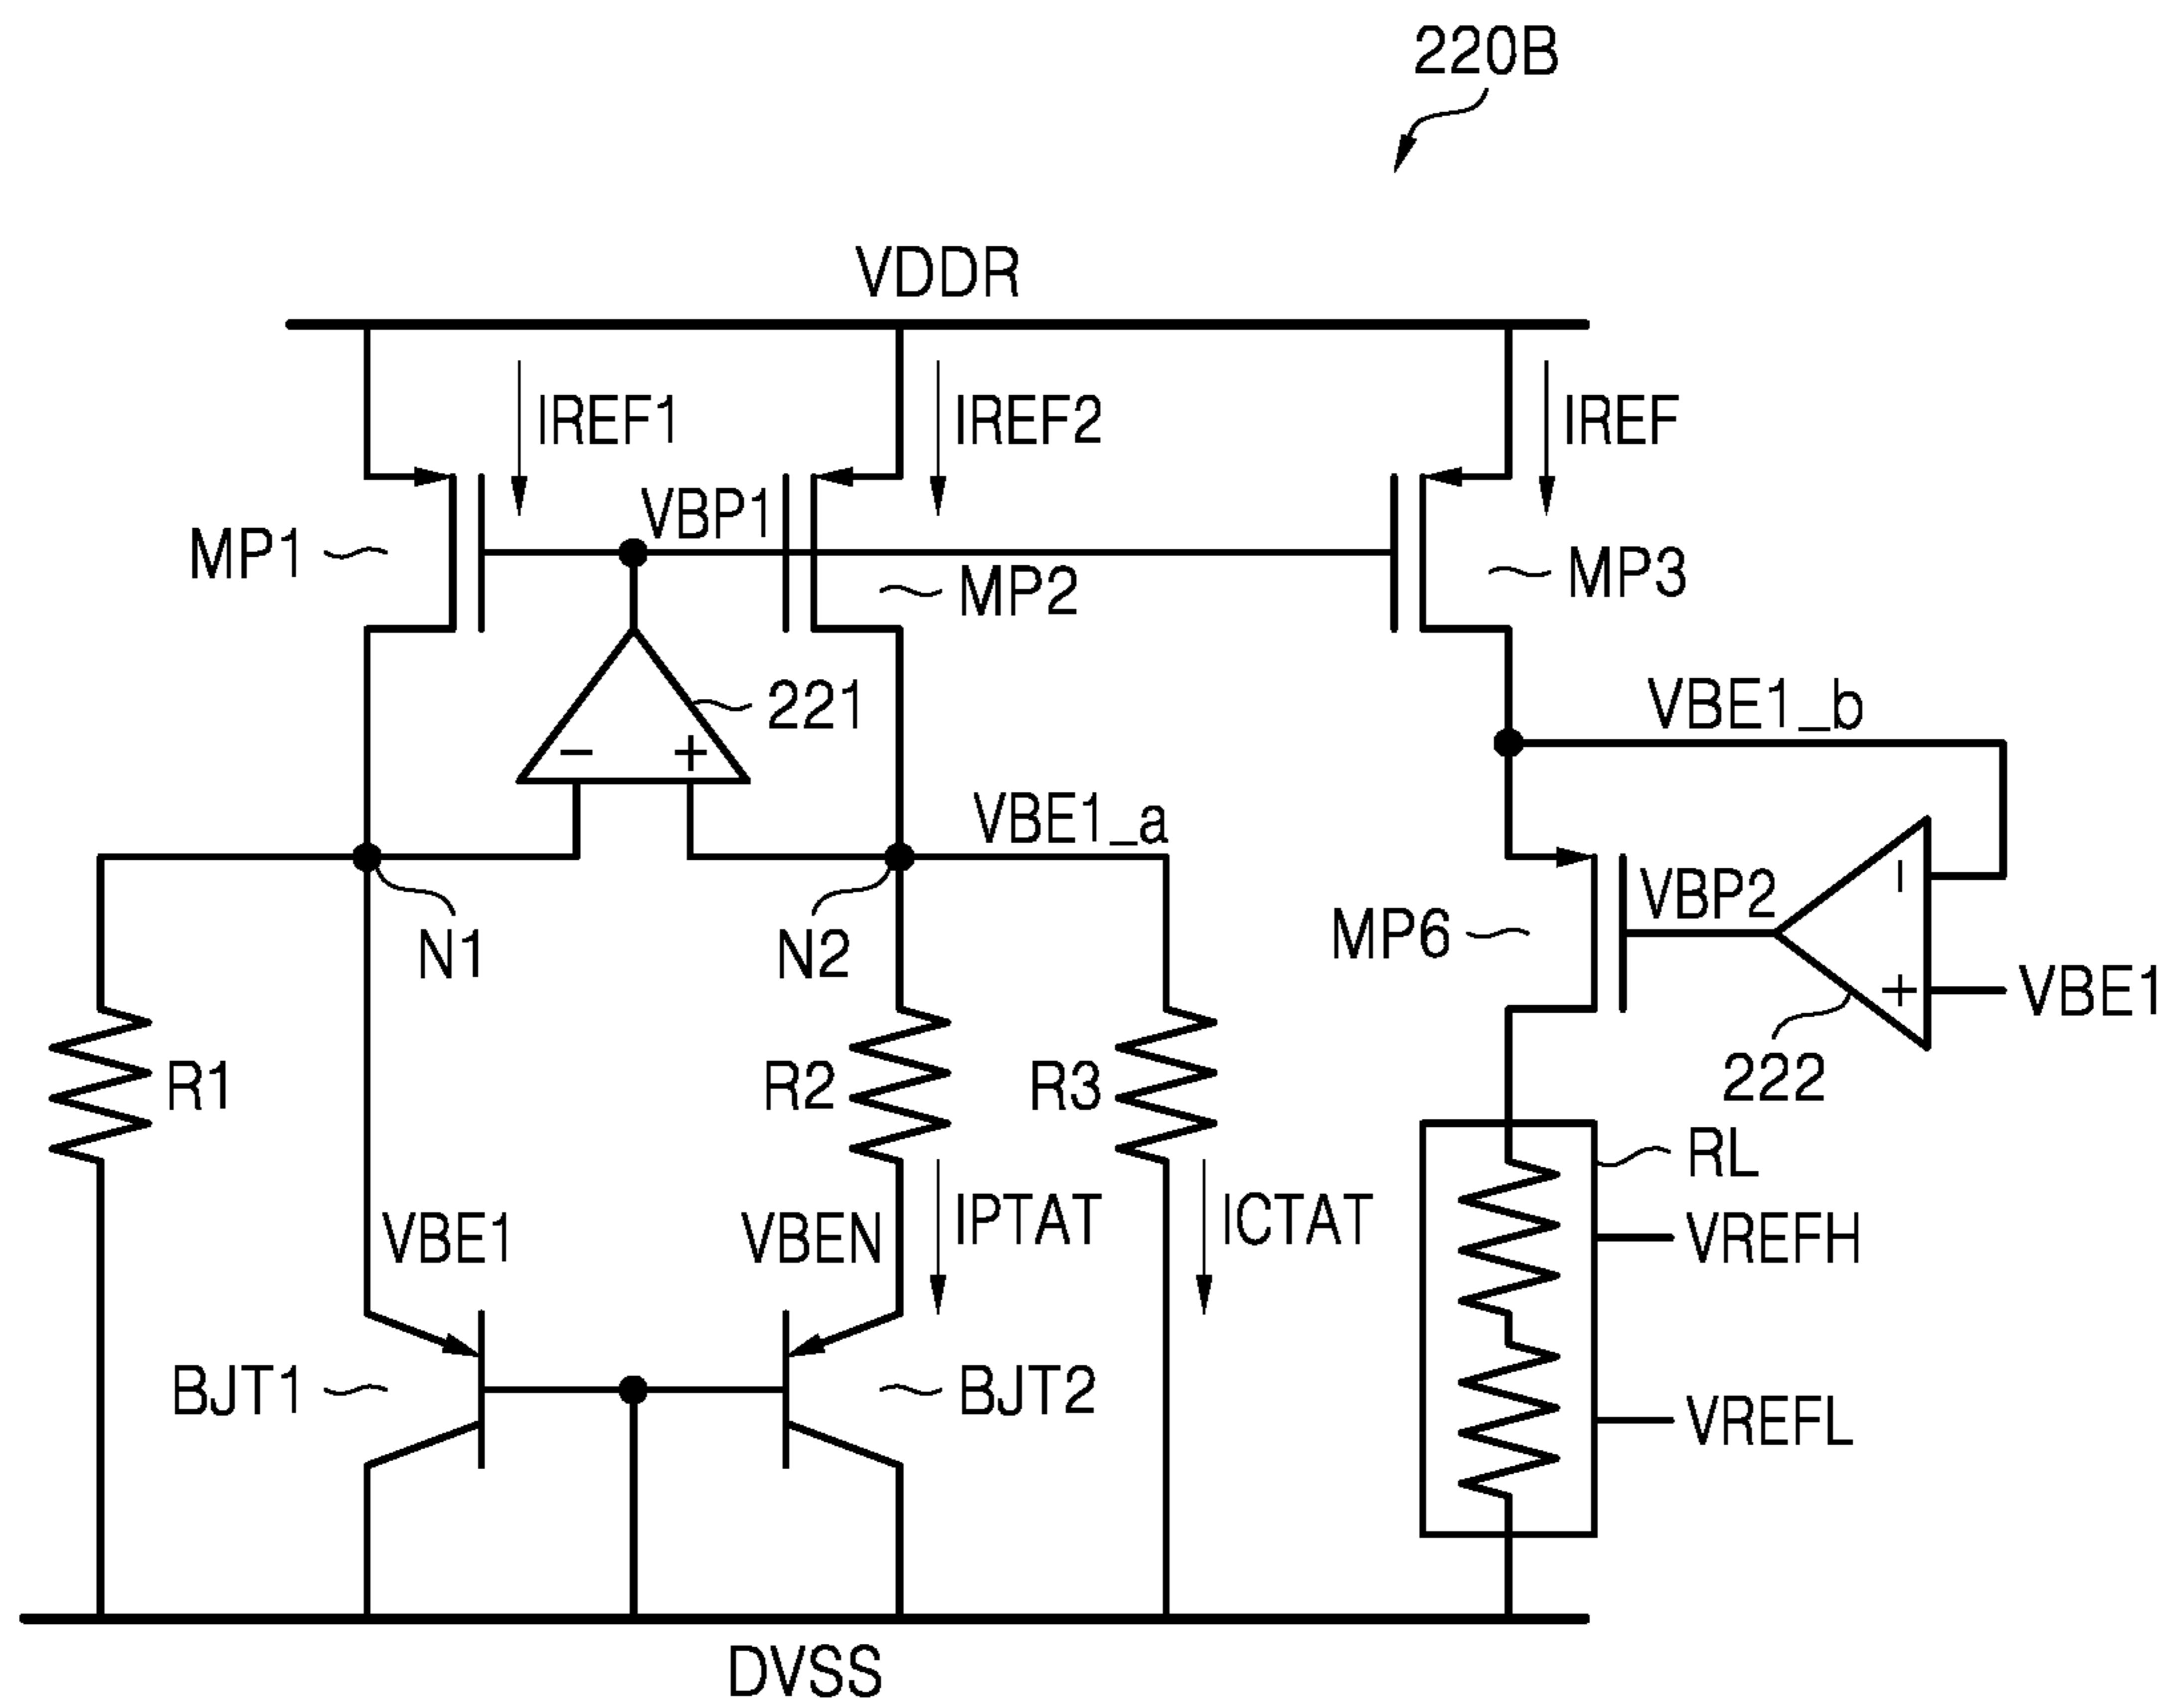 220B
VDDR
IREF1
IREF2
IREF
VBP1
MP1
MP2
MP3
221
− +
VBE1_b
VBE1_a
N1
N2
MP6
VBP2
−
+
VBE1
222
R1
R2
R3
RL
VBE1
VBEN
IPTAT
ICTAT
VREFH
BJT1
BJT2
VREFL
DVSS